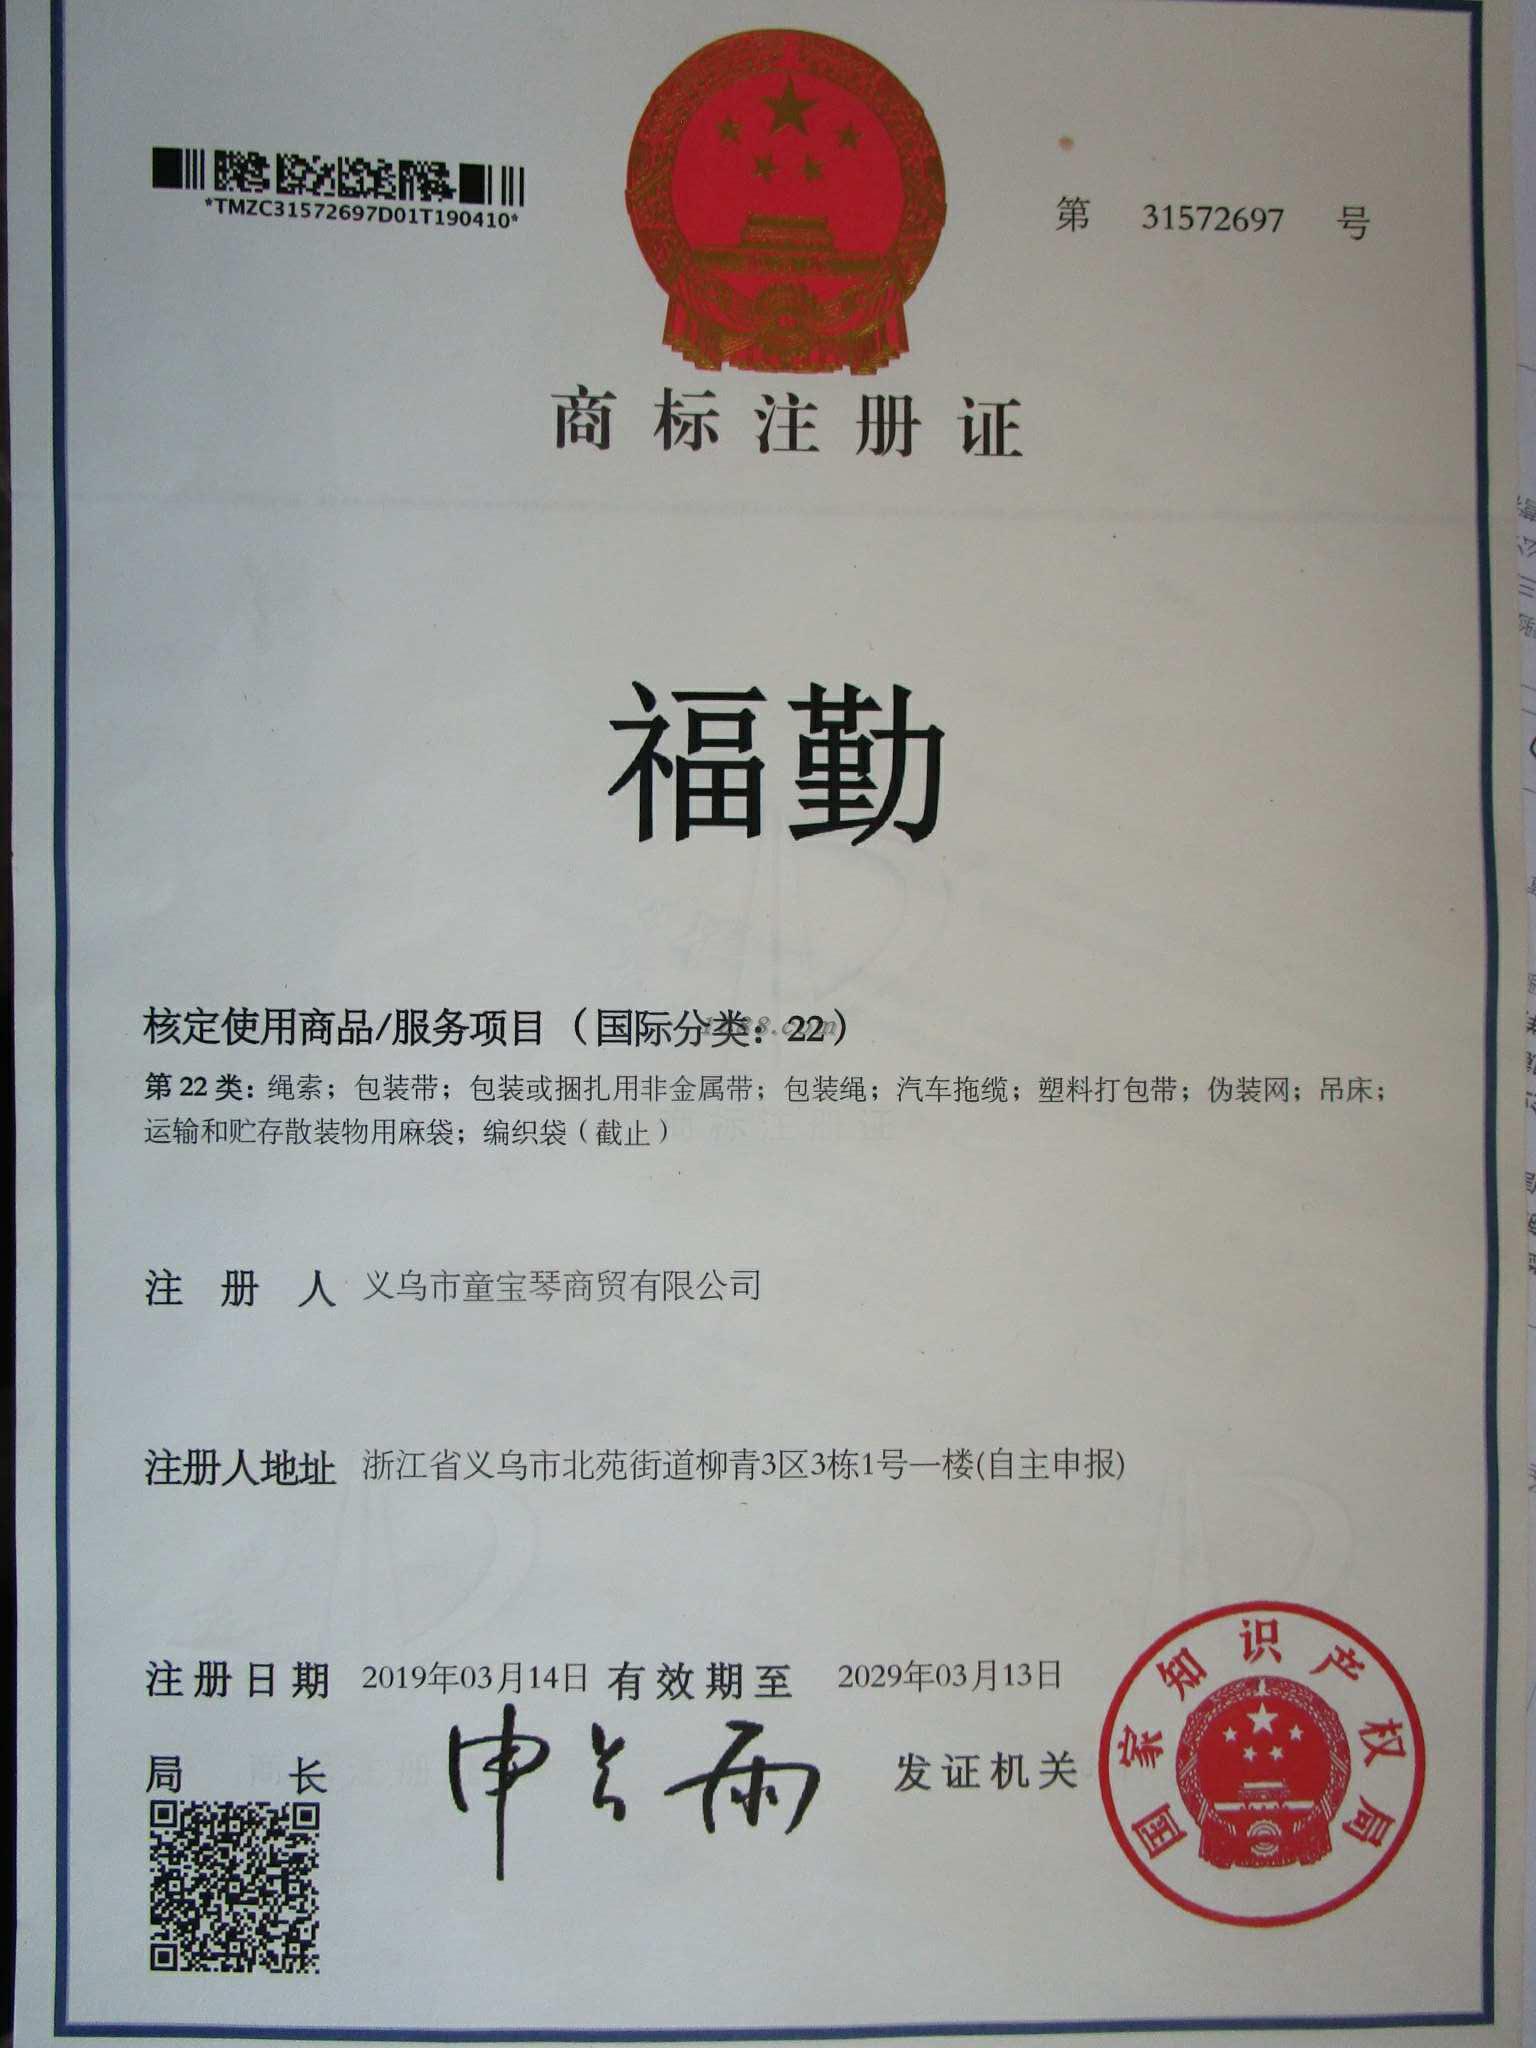 *TMZC31572697D01T190410*
第 31572697 号
商标注册证
福勤
核定使用商品/服务项目（国际分类：22）
1688.com
第 22 类：绳索；包装带；包装或捆扎用非金属带；包装绳；汽车拖缆；塑料打包带；伪装网；吊床；
运输和贮存散装物用麻袋；编织袋（截止）
注册人 义乌市童宝琴商贸有限公司
注册人地址 浙江省义乌市北苑街道柳青3区3栋1号一楼(自主申报)
注册日期 2019年03月14日 有效期至 2029年03月13日
局长 申长雨 发证机关
国家知识产权局